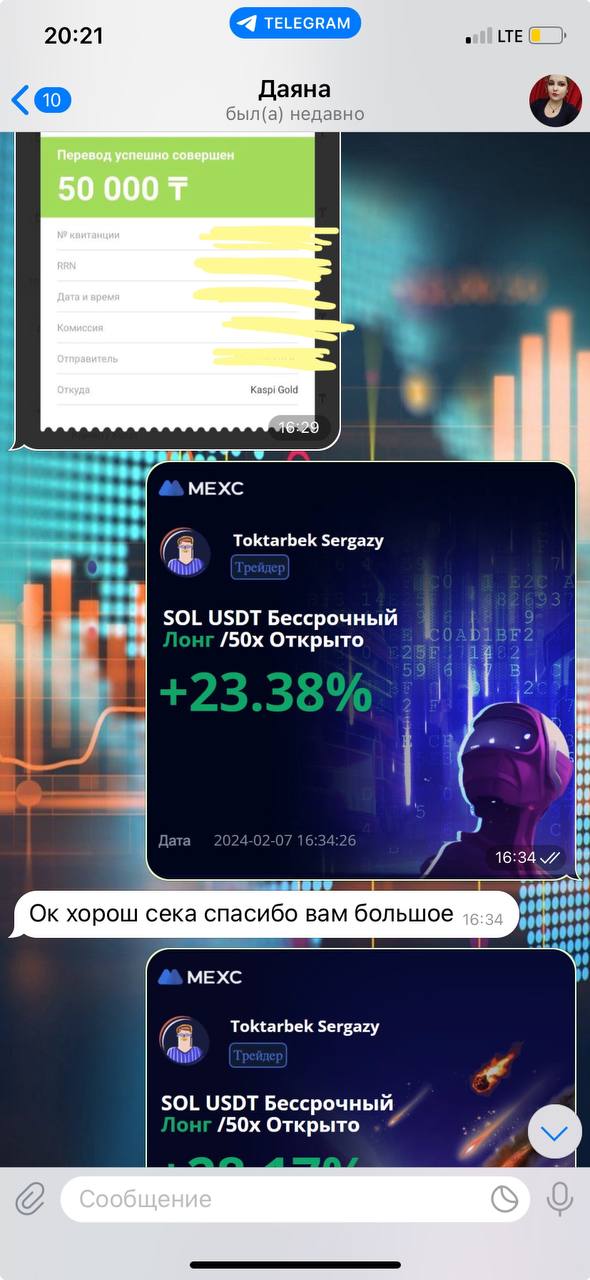 20:21
TELEGRAM
LTE
10
Даяна
был(а) недавно
Перевод успешно совершен
50 000 ₸
№ квитанции
RRN
Дата и время
Комиссия
Отправитель
Откуда Kaspi Gold
16:29
MEXC
Toktarbek Sergazy
Трейдер
SOL USDT Бессрочный
Лонг /50x Открыто
+23.38%
Дата 2024-02-07 16:34:26
16:34
Ок хорош сека спасибо вам большое 16:34
MEXC
Toktarbek Sergazy
Трейдер
SOL USDT Бессрочный
Лонг /50x Открыто
Сообщение